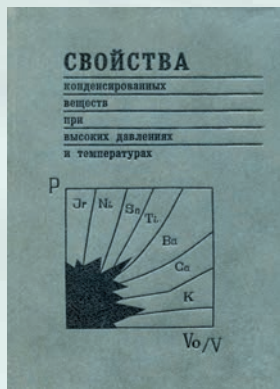 СВОЙСТВА
конденсированных
веществ
при
высоких давлениях
и температурах
P
Jr Ni Sn Ti
Ba
Ca
K
Vo/V